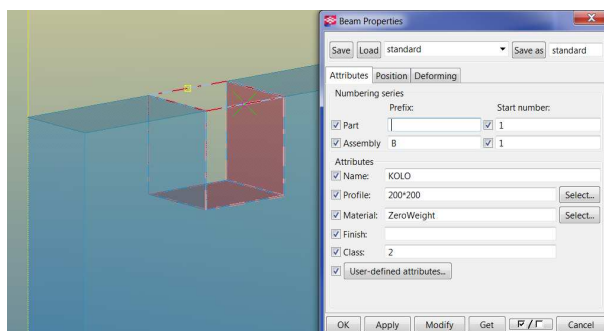 Beam Properties
Save Load standard Save as standard
Attributes Position Deforming
Numbering series
Prefix: Start number:
Part 1
Assembly B 1
Attributes
Name: KOLO
Profile: 200*200 Select...
Material: ZeroWeight Select...
Finish:
Class: 2
User-defined attributes...
OK Apply Modify Get / Cancel